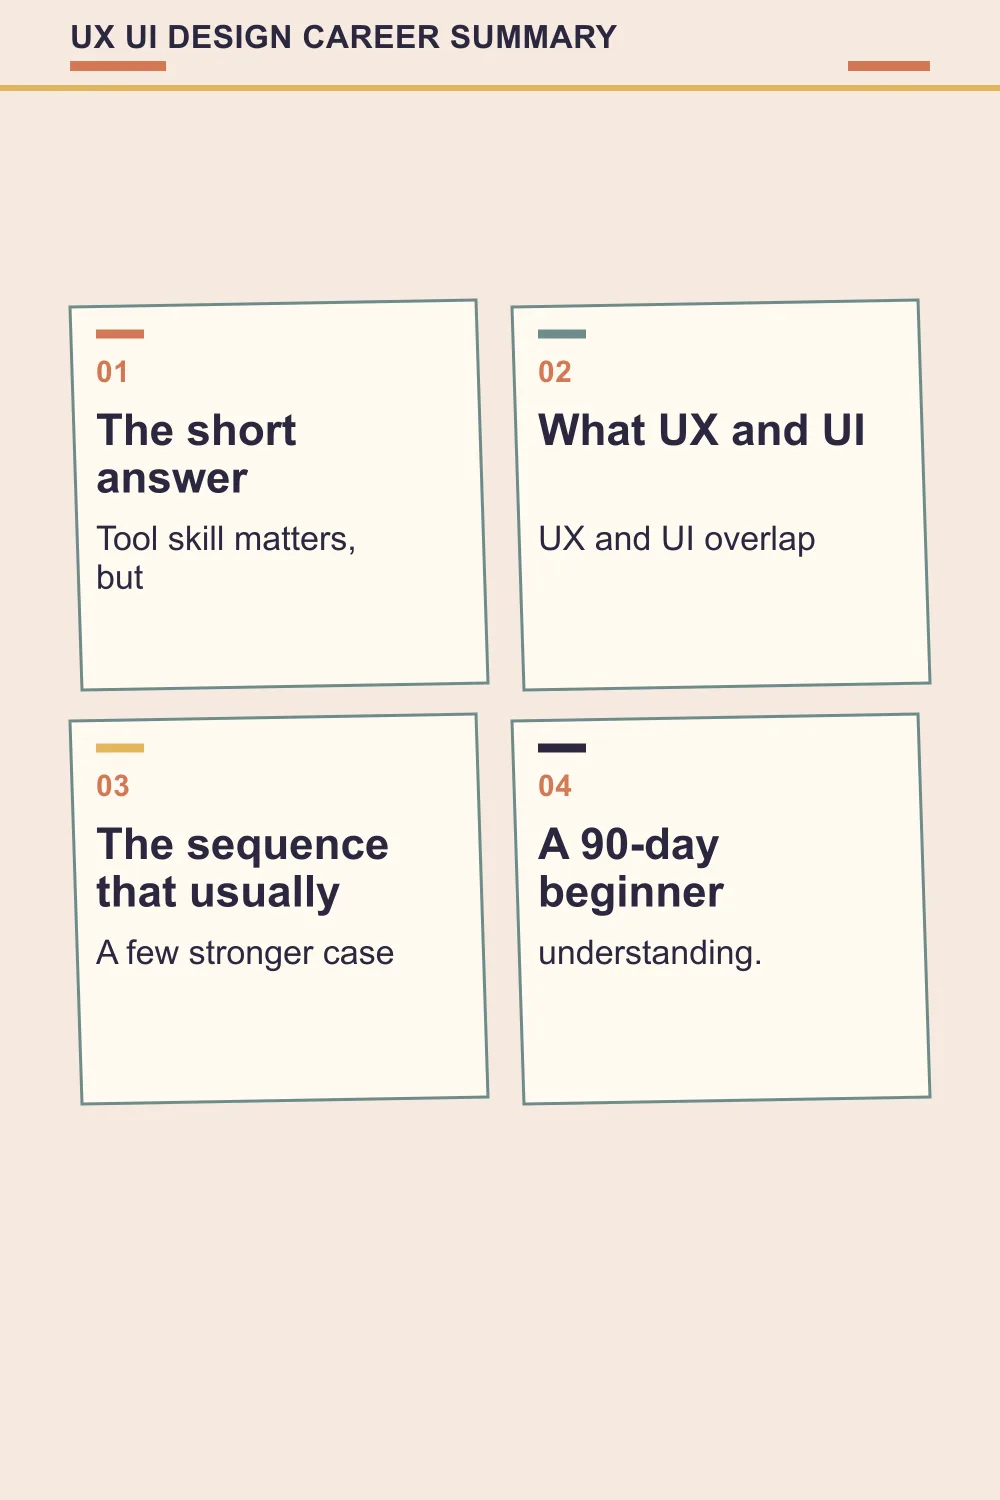 UX UI DESIGN CAREER SUMMARY
01
The short
answer
Tool skill matters,
but
02
What UX and UI
UX and UI overlap
03
The sequence
that usually
A few stronger case
04
A 90-day
beginner
understanding.